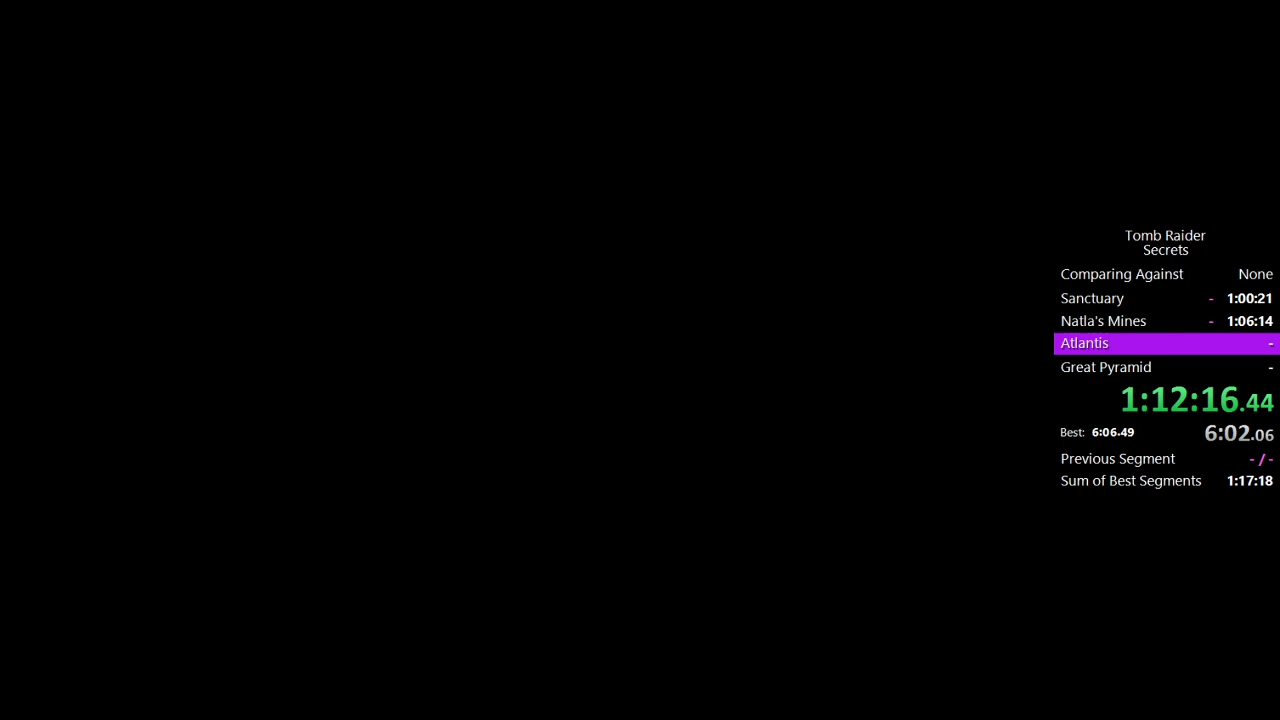 Tomb Raider
Secrets
Comparing Against None
Sanctuary - 1:00:21
Natla's Mines - 1:06:14
Atlantis -
Great Pyramid -
1:12:16.44
Best: 6:06.49 6:02.06
Previous Segment - / -
Sum of Best Segments 1:17:18